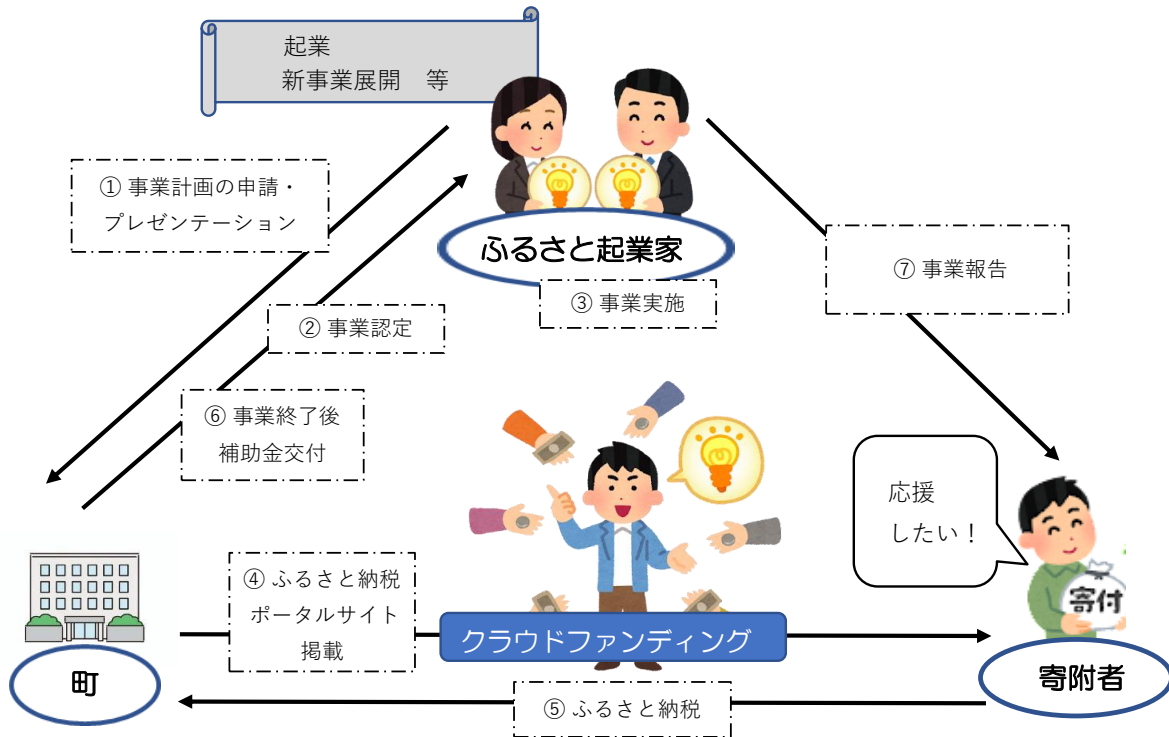 起業
新事業展開　等
① 事業計画の申請・
プレゼンテーション
ふるさと起業家
③ 事業実施
⑦ 事業報告
② 事業認定
⑥ 事業終了後
補助金交付
応援
したい！
④ ふるさと納税
ポータルサイト
掲載
クラウドファンディング
寄付
町
寄附者
⑤ ふるさと納税